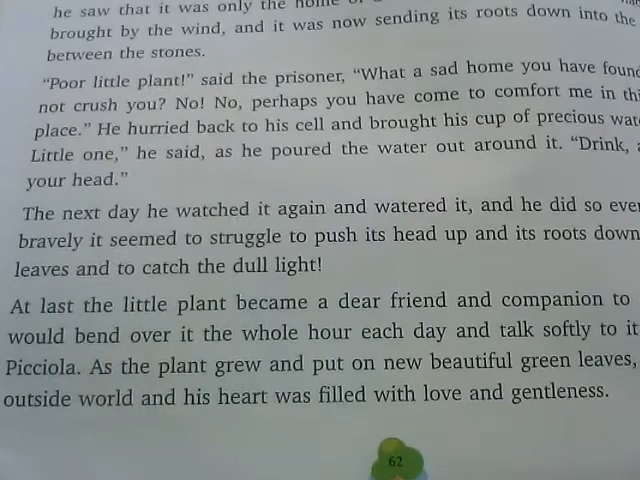 he saw that it was only the home of
brought by the wind, and it was now sending its roots down into the
between the stones.
"Poor little plant!" said the prisoner, "What a sad home you have found
not crush you? No! No, perhaps you have come to comfort me in
place." He hurried back to his cell and brought his cup of precious
Little one," he said, as he poured the water out around it. "Drink,
your head."
The next day he watched it again and watered it, and he did so
bravely it seemed to struggle to push its head up and its roots down
leaves and to catch the dull light!
At last the little plant became a dear friend and companion to
would bend over it the whole hour each day and talk softly to it
Picciola. As the plant grew and put on new beautiful green leaves,
outside world and his heart was filled with love and gentleness.
62